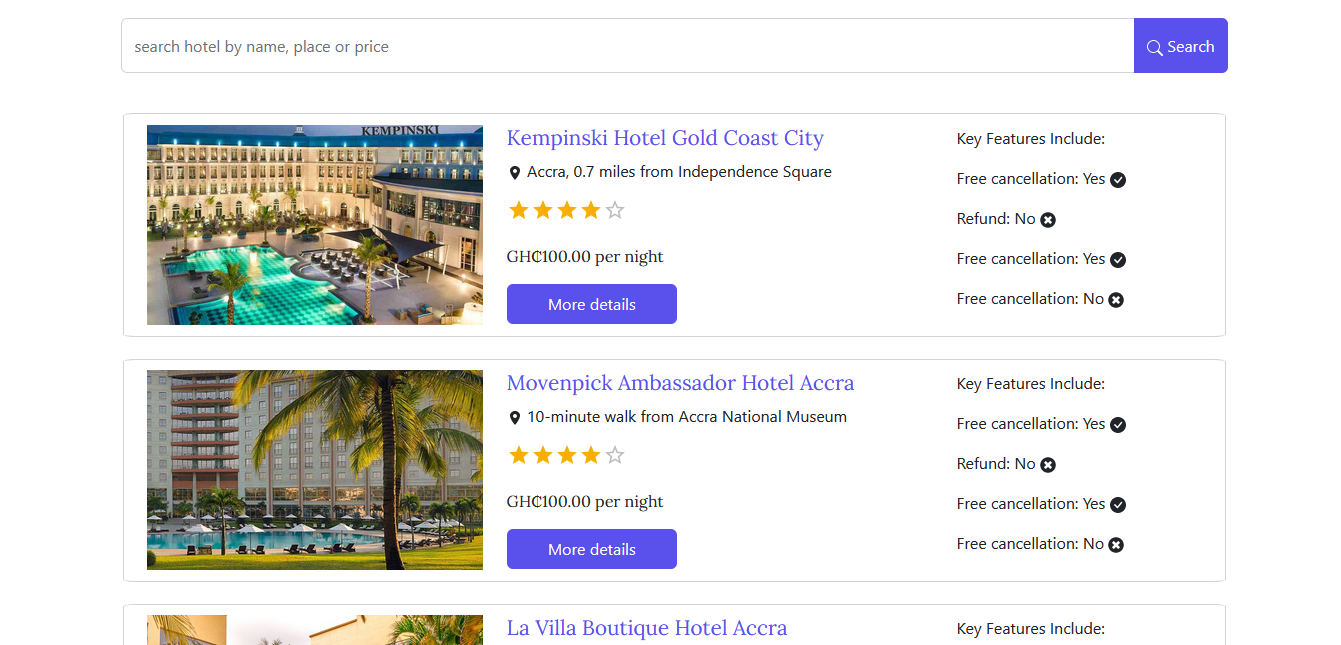 search hotel by name, place or price
Search
KEMPINSKI
Kempinski Hotel Gold Coast City
Accra, 0.7 miles from Independence Square
GH₵100.00 per night
More details
Key Features Include:
Free cancellation: Yes
Refund: No
Free cancellation: Yes
Free cancellation: No
Movenpick Ambassador Hotel Accra
10-minute walk from Accra National Museum
GH₵100.00 per night
More details
Key Features Include:
Free cancellation: Yes
Refund: No
Free cancellation: Yes
Free cancellation: No
La Villa Boutique Hotel Accra
Key Features Include: